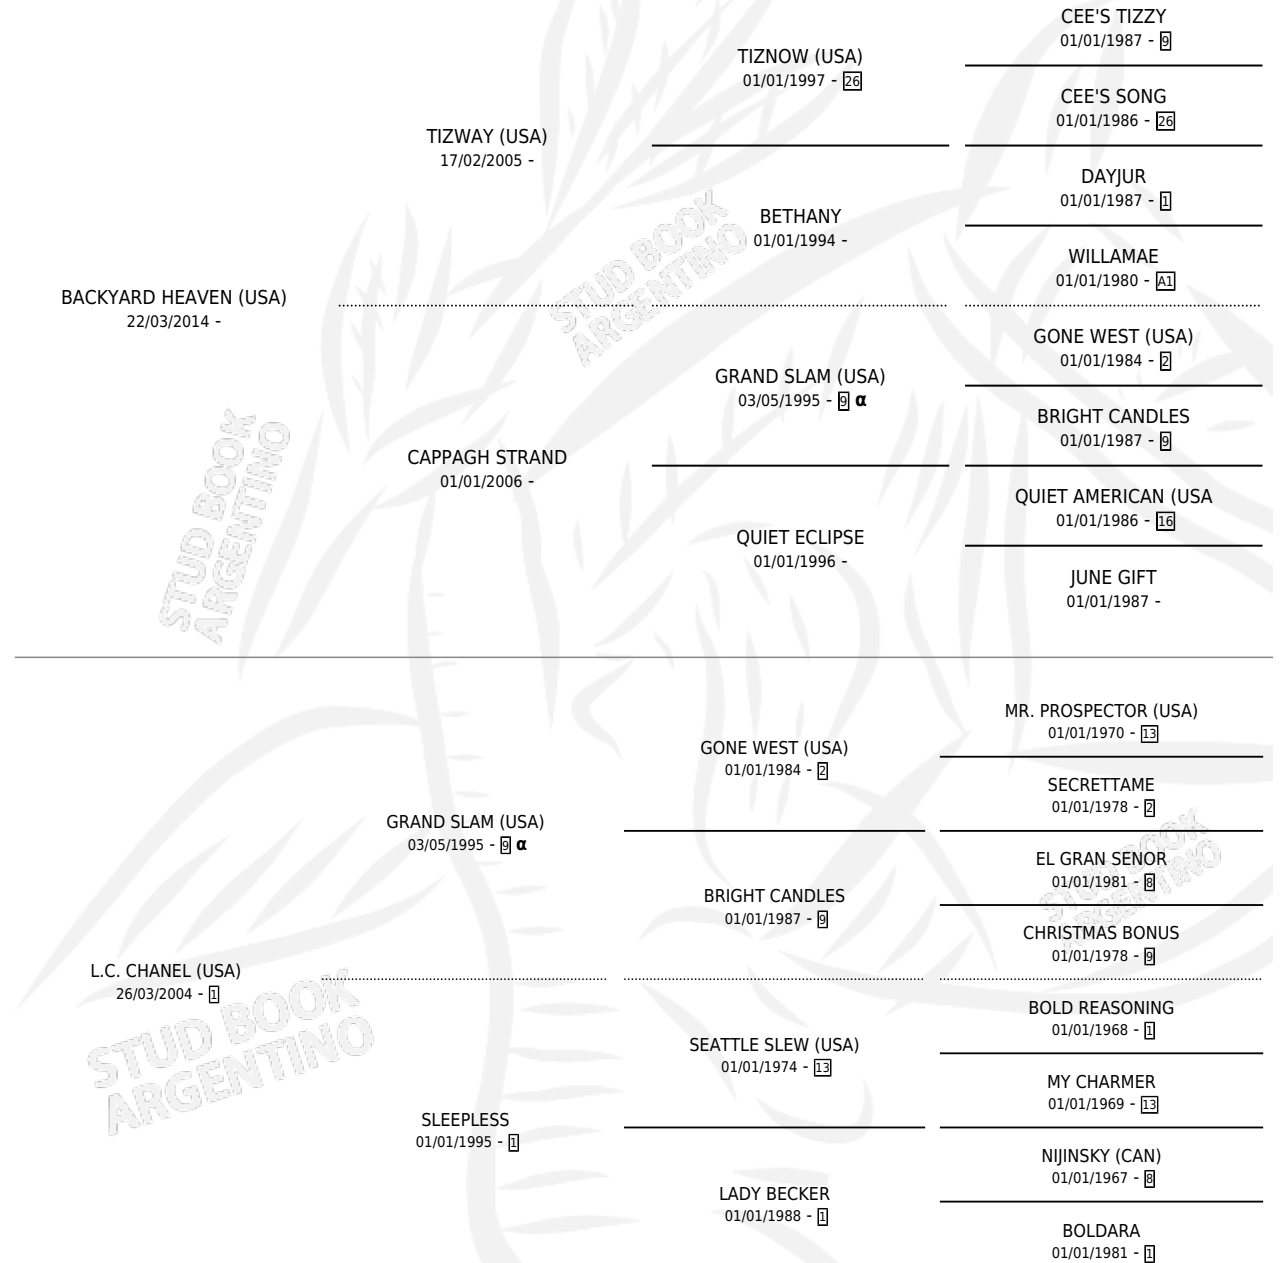 CEE'S TIZZY
01/01/1987 - 9
TIZNOW (USA)
01/01/1997 - 26
CEE'S SONG
01/01/1986 - 26
TIZWAY (USA)
17/02/2005 -
DAYJUR
01/01/1987 - 1
BETHANY
01/01/1994 -
WILLAMAE
01/01/1980 - A1
STUD BOOK
ARGENTINO
BACKYARD HEAVEN (USA)
22/03/2014 -
GONE WEST (USA)
01/01/1984 - 2
GRAND SLAM (USA)
03/05/1995 - 9 α
BRIGHT CANDLES
01/01/1987 - 9
CAPPAGH STRAND
01/01/2006 -
QUIET AMERICAN (USA
01/01/1986 - 16
QUIET ECLIPSE
01/01/1996 -
JUNE GIFT
01/01/1987 -
STUD BOOK
ARGENTINO
MR. PROSPECTOR (USA)
01/01/1970 - 13
GONE WEST (USA)
01/01/1984 - 2
SECRETTAME
01/01/1978 - 2
GRAND SLAM (USA)
03/05/1995 - 9 α
EL GRAN SENOR
01/01/1981 - 8
BRIGHT CANDLES
01/01/1987 - 9
CHRISTMAS BONUS
01/01/1978 - 9
STUD BOOK
ARGENTINO
L.C. CHANEL (USA)
26/03/2004 - 1
BOLD REASONING
01/01/1968 - 1
SEATTLE SLEW (USA)
01/01/1974 - 13
MY CHARMER
01/01/1969 - 13
SLEEPLESS
01/01/1995 - 1
NIJINSKY (CAN)
01/01/1967 - 8
LADY BECKER
01/01/1988 - 1
BOLDARA
01/01/1981 - 1
STUD BOOK
ARGENTINO